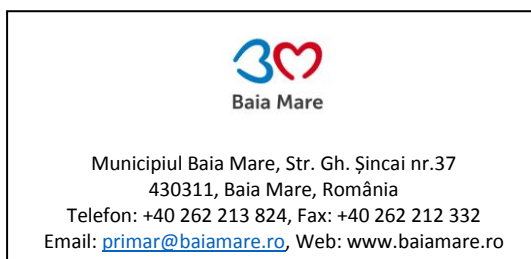 Baia Mare
Municipiul Baia Mare, Str. Gh. Șincai nr.37
430311, Baia Mare, România
Telefon: +40 262 213 824, Fax: +40 262 212 332
Email: primar@baiamare.ro, Web: www.baiamare.ro